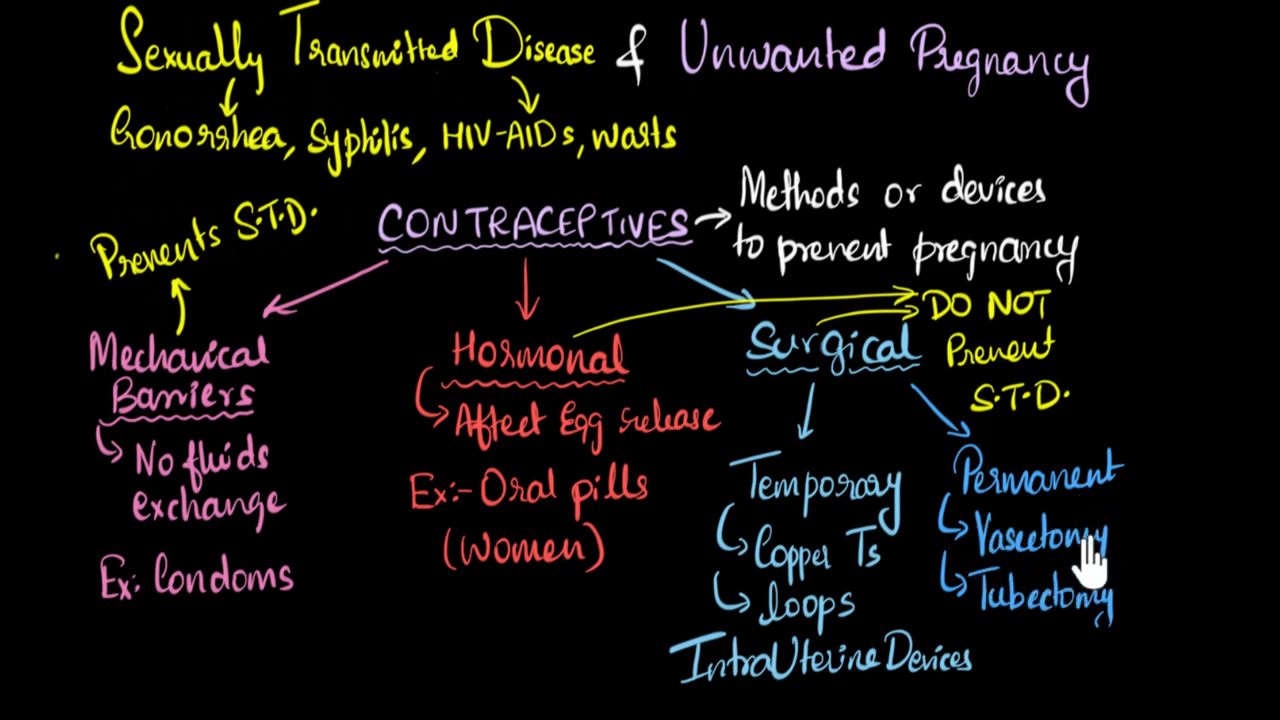 Sexually Transmitted Disease & Unwanted Pregnancy
Gonorrhea, Syphilis, HIV-AIDs, warts
Prevents S.T.D.
CONTRACEPTIVES → Methods or devices
to prevent pregnancy
Mechanical
Barriers
No fluids
exchange
Ex: Condoms
Hormonal
Affect Egg release
Ex:- Oral pills
(Women)
Surgical
DO NOT
Prevent
S.T.D.
Temporary
Copper Ts
loops
IntraUterine Devices
Permanent
Vasectomy
Tubectomy